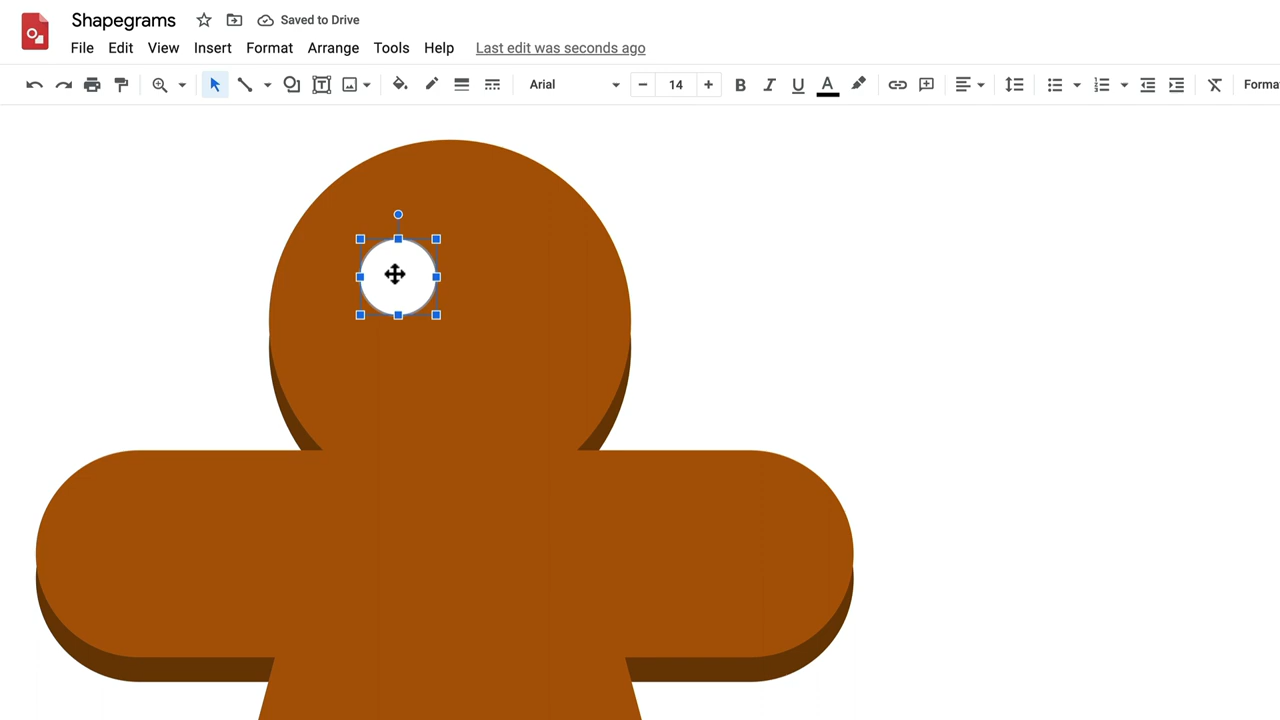 Shapegrams Saved to Drive
File Edit View Insert Format Arrange Tools Help Last edit was seconds ago
Arial 14 B I U A Forma